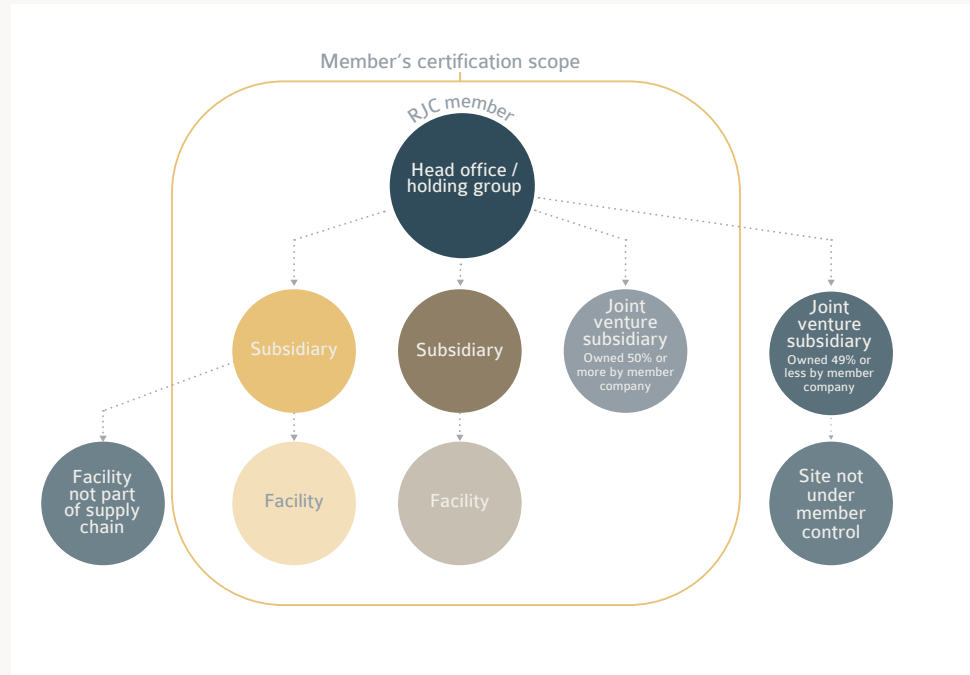 Member's certification scope
RJC member
Head office /
holding group
Subsidiary
Subsidiary
Joint
venture
subsidiary
Owned 50% or
more by member
company
Joint
venture
subsidiary
Owned 49% or
less by member
company
Facility
not part
of supply
chain
Facility
Facility
Site not
under
member
control